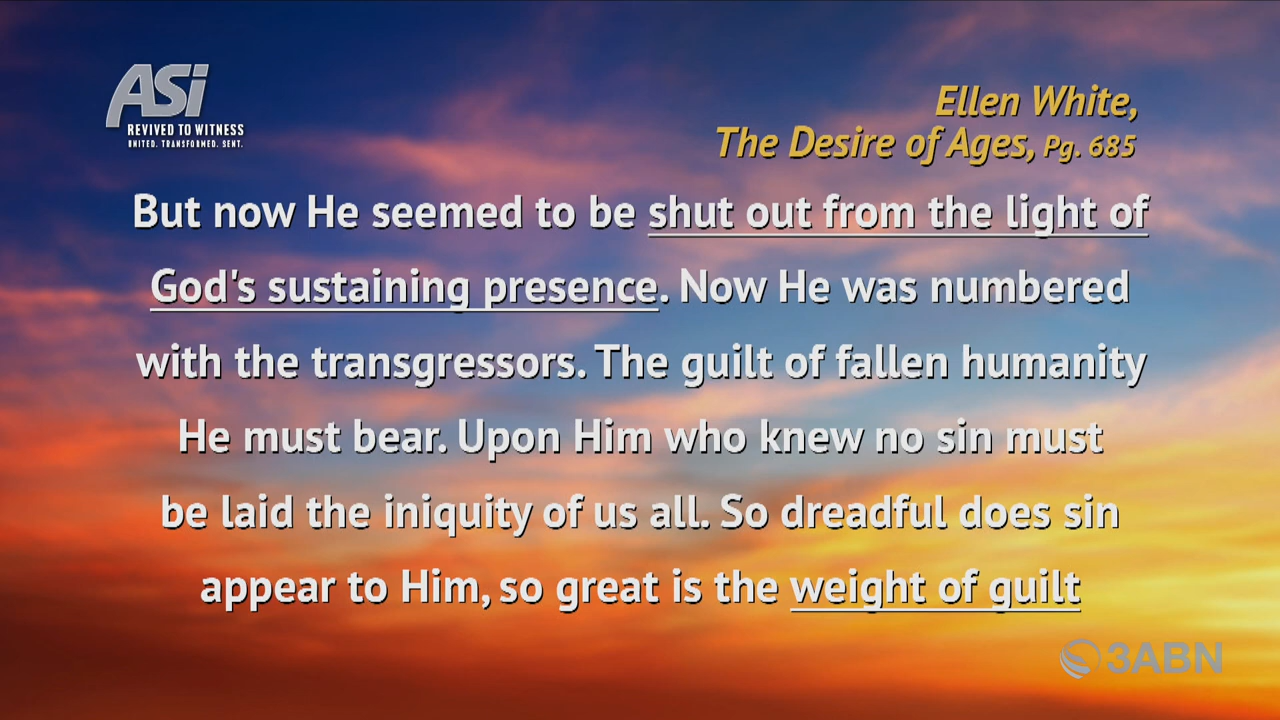 ASi
REVIVED TO WITNESS
UNITED. TRANSFORMED. SENT.
Ellen White,
The Desire of Ages, Pg. 685
But now He seemed to be shut out from the light of
God's sustaining presence. Now He was numbered
with the transgressors. The guilt of fallen humanity
He must bear. Upon Him who knew no sin must
be laid the iniquity of us all. So dreadful does sin
appear to Him, so great is the weight of guilt
3ABN